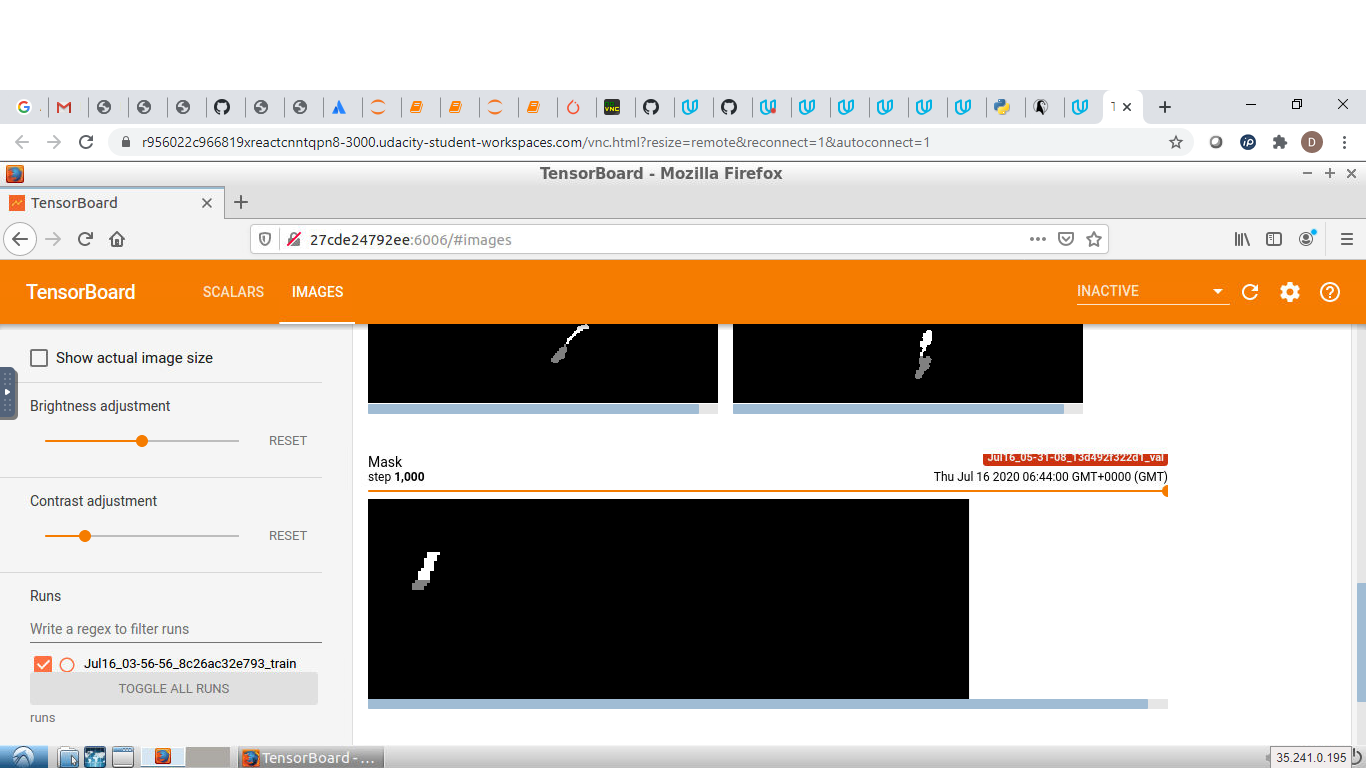 T
r956022c966819xreactcnntqpn8-3000.udacity-student-workspaces.com/vnc.html?resize=remote&reconnect=1&autoconnect=1
D
TensorBoard - Mozilla Firefox
TensorBoard
27cde24792ee:6006/#images
TensorBoard
SCALARS
IMAGES
INACTIVE
Show actual image size
Brightness adjustment
RESET
Contrast adjustment
RESET
Runs
Write a regex to filter runs
Jul16_03-56-56_8c26ac32e793_train
TOGGLE ALL RUNS
runs
Mask
Jul16_05-31-08_13d492f322d1_val
step 1,000
Thu Jul 16 2020 06:44:00 GMT+0000 (GMT)
TensorBoard - ...
35.241.0.195